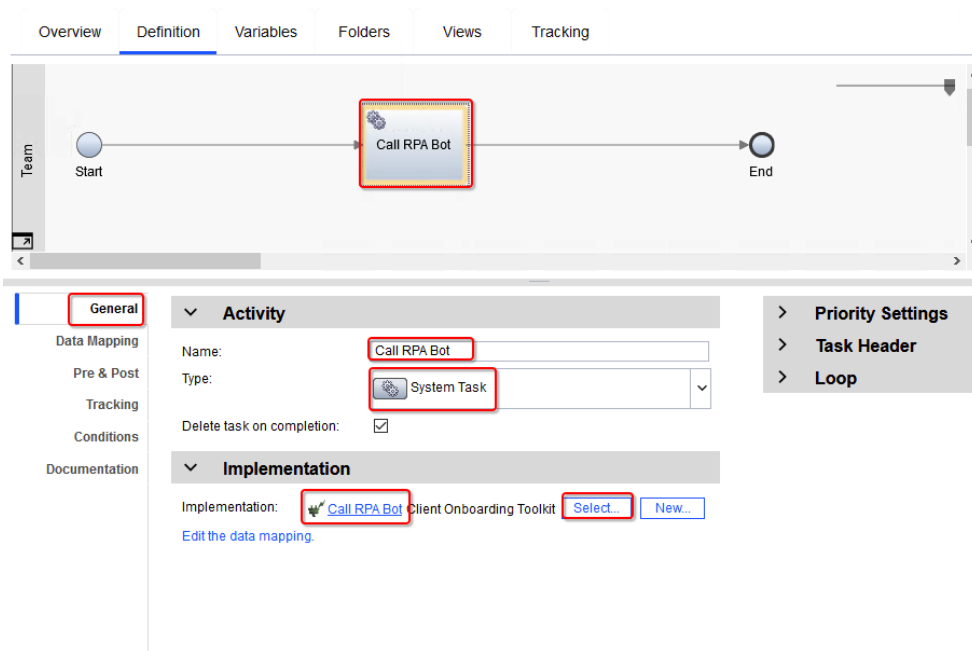 Overview Definition Variables Folders Views Tracking
Team
Call RPA Bot
Start
End
General
Data Mapping
Pre & Post
Tracking
Conditions
Documentation
Activity
Name: Call RPA Bot
Type: System Task
Delete task on completion:
Implementation
Implementation: Call RPA Bot Client Onboarding Toolkit Select... New...
Edit the data mapping.
Priority Settings
Task Header
Loop